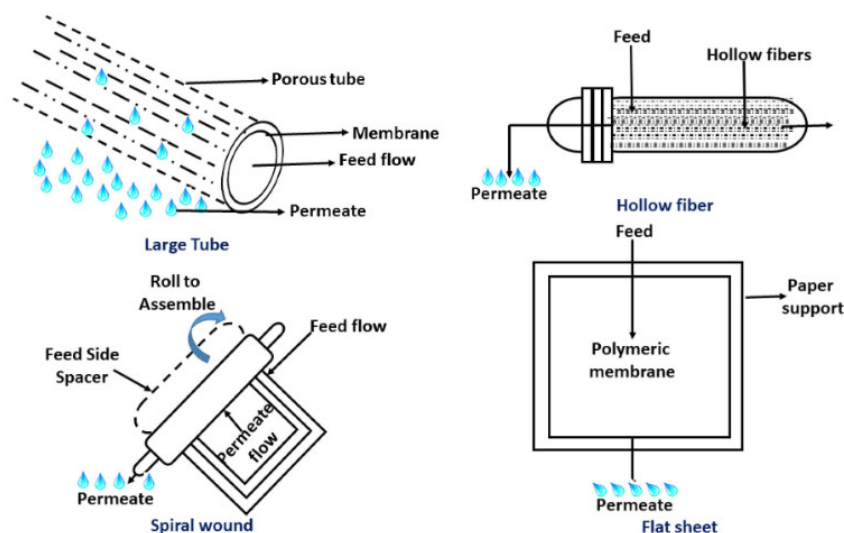 Porous tube
Membrane
Feed flow
Permeate
Large Tube
Feed
Hollow fibers
Permeate
Hollow fiber
Roll to
Assemble
Feed flow
Feed Side
Spacer
Permeate
flow
Permeate
Spiral wound
Feed
Paper
support
Polymeric
membrane
Permeate
Flat sheet